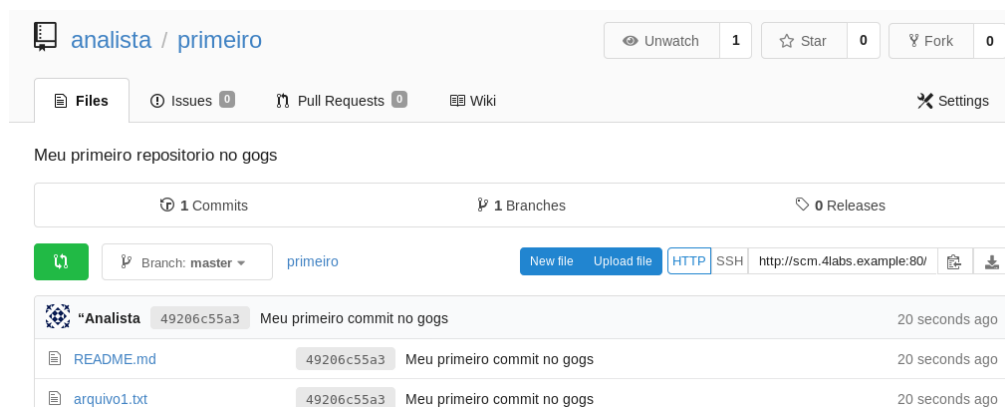 analista / primeiro Unwatch 1 Star 0 Fork 0
Files Issues 0 Pull Requests 0 Wiki Settings
Meu primeiro repositorio no gogs
1 Commits 1 Branches 0 Releases
Branch: master primeiro New file Upload file HTTP SSH http://scm.4labs.example:80/
“Analista 49206c55a3 Meu primeiro commit no gogs 20 seconds ago
README.md 49206c55a3 Meu primeiro commit no gogs 20 seconds ago
arquivo1.txt 49206c55a3 Meu primeiro commit no gogs 20 seconds ago